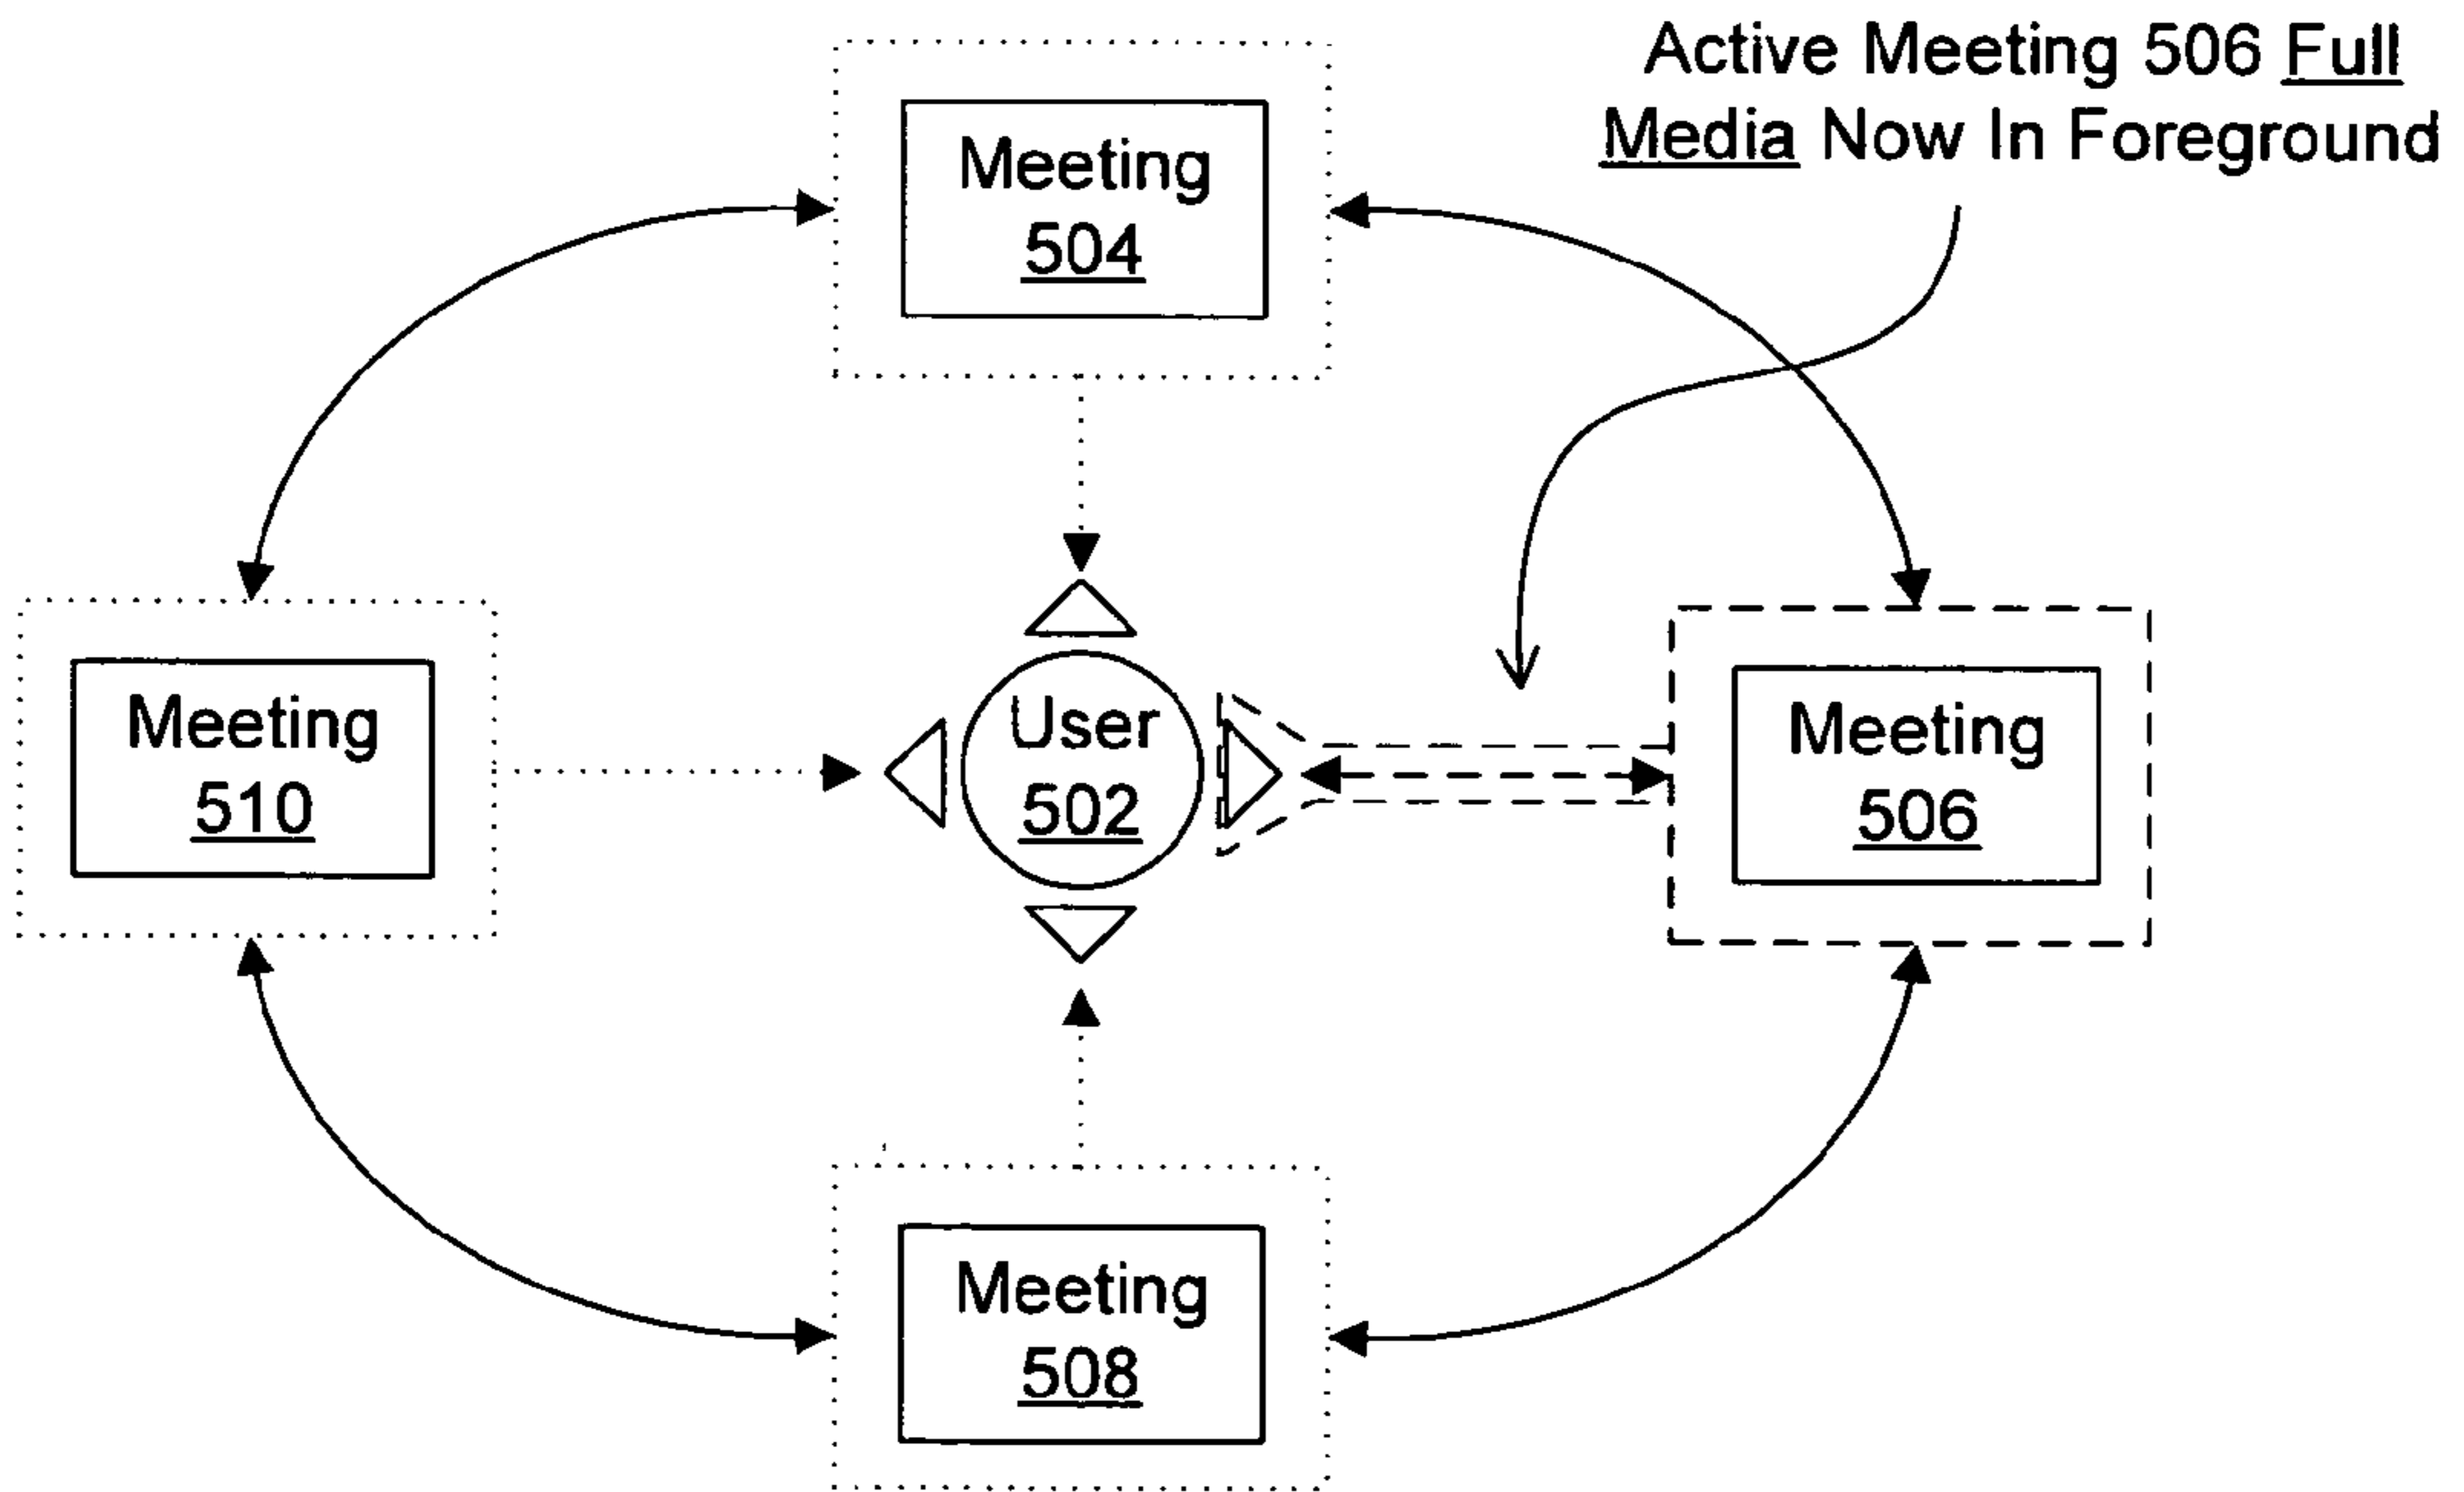 Active Meeting 506 Full
Media Now In Foreground
Meeting
504
Meeting
510
User
502
Meeting
506
Meeting
508